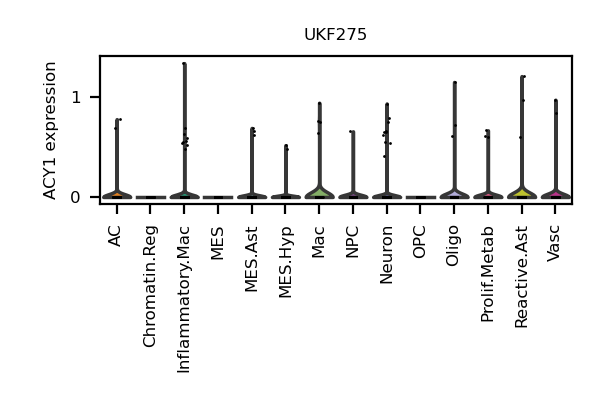 UKF275
ACY1 expression
1
0
AC
Chromatin.Reg
Inflammatory.Mac
MES
MES.Ast
MES.Hyp
Mac
NPC
Neuron
OPC
Oligo
Prolif.Metab
Reactive.Ast
Vasc